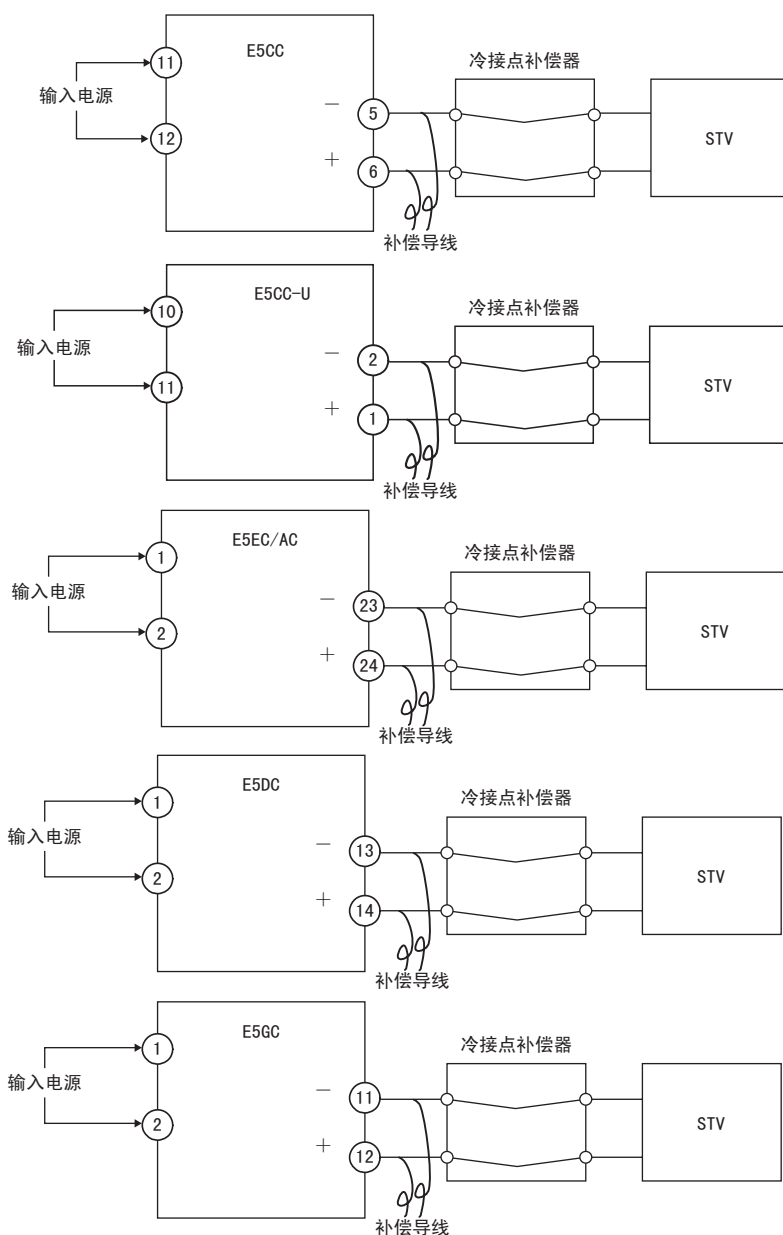 E5CC
冷接点补偿器
11
输入电源
12
−
5
+
6
STV
补偿导线
E5CC-U
冷接点补偿器
10
输入电源
11
−
2
+
1
STV
补偿导线
E5EC/AC
冷接点补偿器
1
输入电源
2
−
23
+
24
STV
补偿导线
E5DC
冷接点补偿器
1
输入电源
2
−
13
+
14
STV
补偿导线
E5GC
冷接点补偿器
1
输入电源
2
−
11
+
12
STV
补偿导线